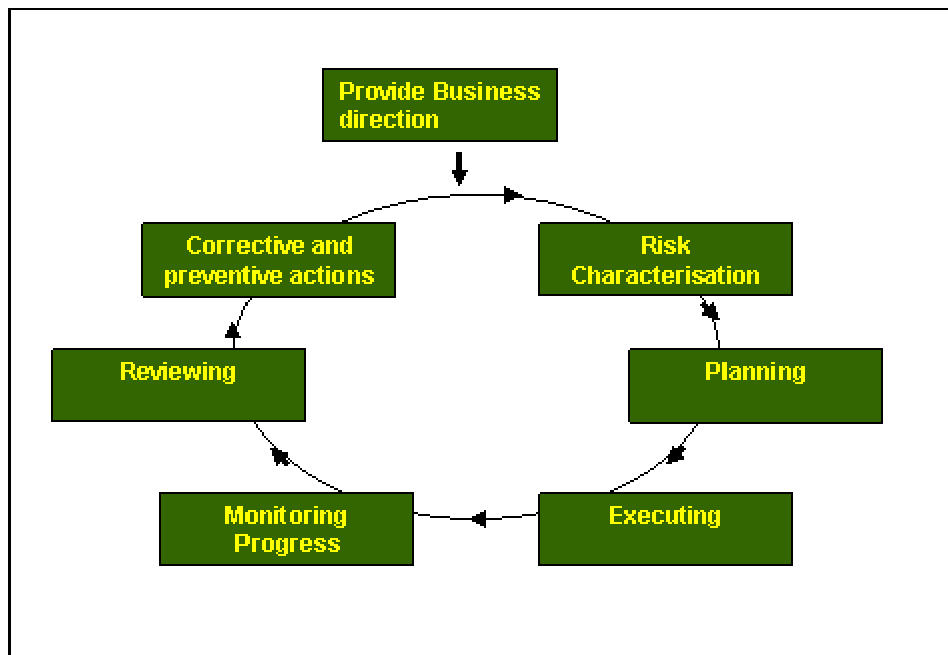 Provide Business
direction
Corrective and
preventive actions
Risk
Characterisation
Reviewing
Planning
Monitoring
Progress
Executing